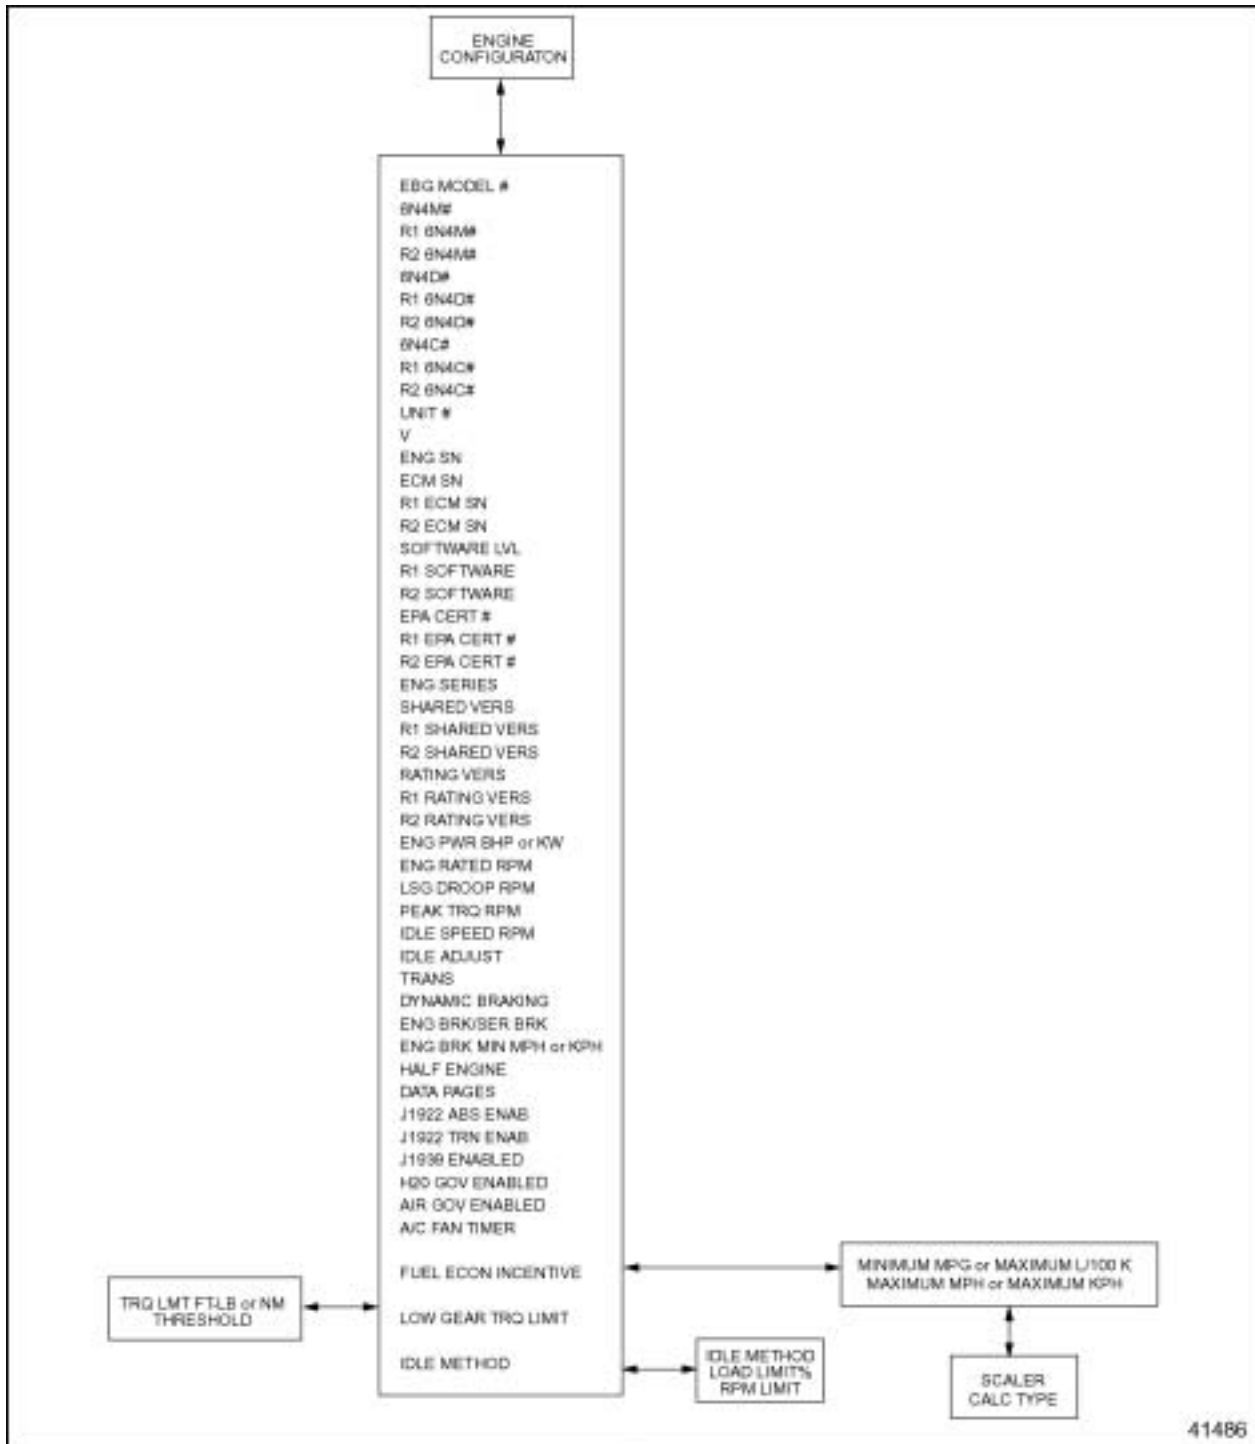 ENGINE
CONFIGURATON
EBG MODEL #
6N4M#
R1 6N4M#
R2 6N4M#
6N4D#
R1 6N4D#
R2 6N4D#
6N4C#
R1 6N4C#
R2 6N4C#
UNIT #
V
ENG SN
ECM SN
R1 ECM SN
R2 ECM SN
SOFTWARE LVL
R1 SOFTWARE
R2 SOFTWARE
EPA CERT #
R1 EPA CERT #
R2 EPA CERT #
ENG SERIES
SHARED VERS
R1 SHARED VERS
R2 SHARED VERS
RATING VERS
R1 RATING VERS
R2 RATING VERS
ENG PWR BHP or KW
ENG RATED RPM
LSG DROOP RPM
PEAK TRQ RPM
IDLE SPEED RPM
IDLE ADJUST
TRANS
DYNAMIC BRAKING
ENG BRK/SER BRK
ENG BRK MIN MPH or KPH
HALF ENGINE
DATA PAGES
J1922 ABS ENAB
J1922 TRN ENAB
J1939 ENABLED
H20 GOV ENABLED
AIR GOV ENABLED
A/C FAN TIMER
FUEL ECON INCENTIVE
LOW GEAR TRQ LIMIT
IDLE METHOD
TRQ LMT FT-LB or NM
THRESHOLD
IDLE METHOD
LOAD LIMIT%
RPM LIMIT
MINIMUM MPG or MAXIMUM L/100 K
MAXIMUM MPH or MAXIMUM KPH
SCALER
CALC TYPE
41486